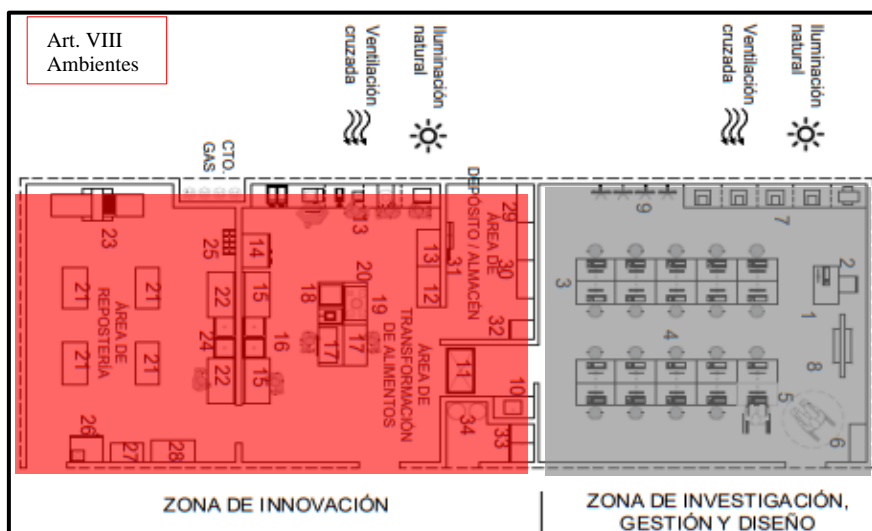 Art. VIII
Ambientes
Ventilación
cruzada
Iluminación
natural
Ventilación
cruzada
Iluminación
natural
CTO.
GAS
23
25
14
13
13
12
31
DEPÓSITO / ALMACÉN
ÁREA DE
29
30
32
9
7
2
3
1
4
8
5
6
21
21
21
21
ÁREA DE
REPOSTERÍA
22
24
22
15
16
15
18
20
19
17
17
ÁREA DE
TRANSFORMACIÓN
DE ALIMENTOS
11
10
34
33
26
27
28
ZONA DE INNOVACIÓN
ZONA DE INVESTIGACIÓN,
GESTIÓN Y DISEÑO